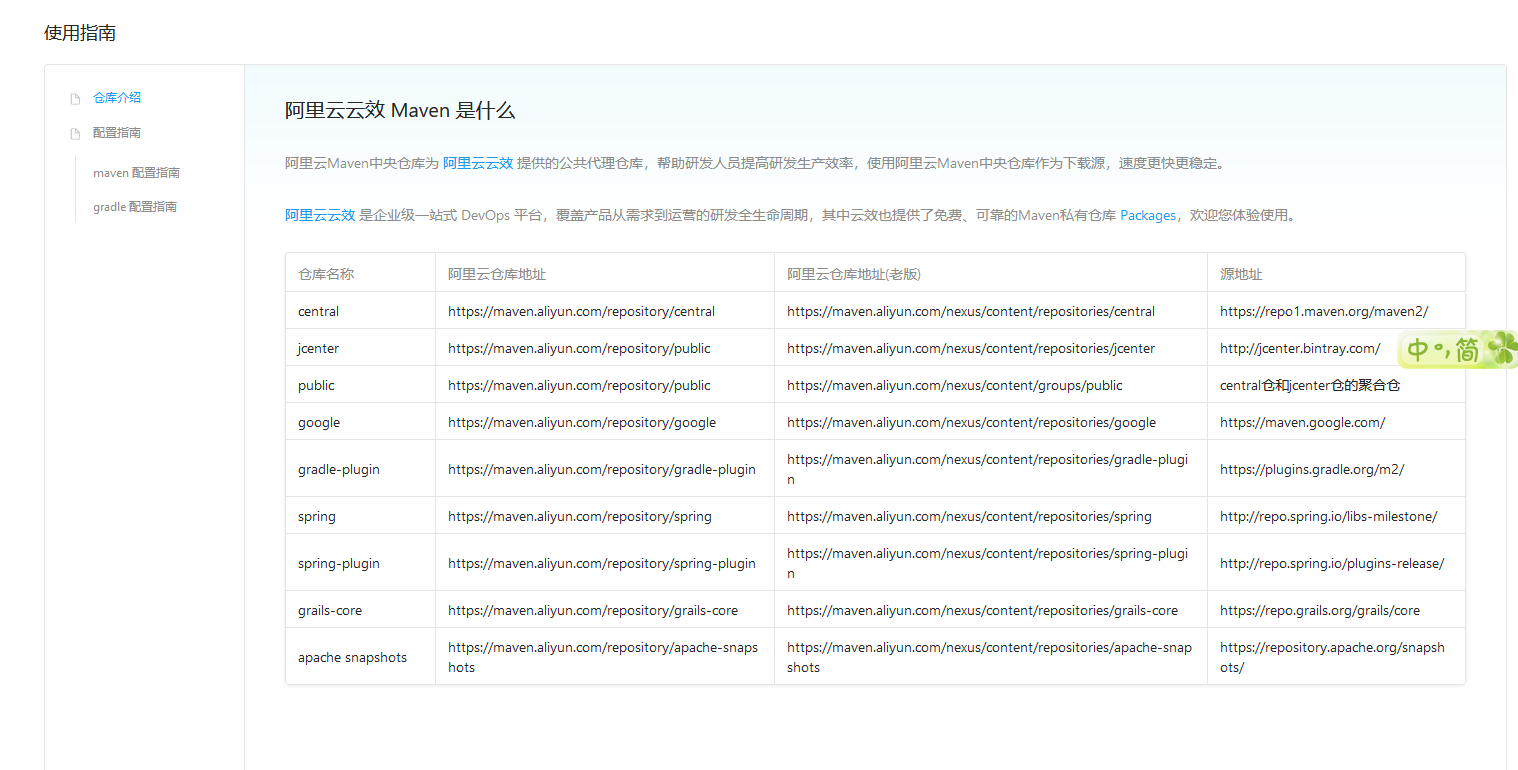 使用指南
仓库介绍
配置指南
maven 配置指南
gradle 配置指南
阿里云云效 Maven 是什么
阿里云Maven中央仓库为 阿里云云效 提供的公共代理仓库，帮助研发人员提高研发生产效率，使用阿里云Maven中央仓库作为下载源，速度更快更稳定。
阿里云云效 是企业级一站式 DevOps 平台，覆盖产品从需求到运营的研发全生命周期，其中云效也提供了免费、可靠的Maven私有仓库 Packages，欢迎您体验使用。
仓库名称 阿里云仓库地址 阿里云仓库地址(老版) 源地址
central https://maven.aliyun.com/repository/central https://maven.aliyun.com/nexus/content/repositories/central https://repo1.maven.org/maven2/
jcenter https://maven.aliyun.com/repository/public https://maven.aliyun.com/nexus/content/repositories/jcenter http://jcenter.bintray.com/
中 °, 简
public https://maven.aliyun.com/repository/public https://maven.aliyun.com/nexus/content/groups/public central仓和jcenter仓的聚合仓
google https://maven.aliyun.com/repository/google https://maven.aliyun.com/nexus/content/repositories/google https://maven.google.com/
gradle-plugin https://maven.aliyun.com/repository/gradle-plugin https://maven.aliyun.com/nexus/content/repositories/gradle-plugi
n
https://plugins.gradle.org/m2/
spring https://maven.aliyun.com/repository/spring https://maven.aliyun.com/nexus/content/repositories/spring http://repo.spring.io/libs-milestone/
spring-plugin https://maven.aliyun.com/repository/spring-plugin https://maven.aliyun.com/nexus/content/repositories/spring-plugi
n
http://repo.spring.io/plugins-release/
grails-core https://maven.aliyun.com/repository/grails-core https://maven.aliyun.com/nexus/content/repositories/grails-core https://repo.grails.org/grails/core
apache snapshots
https://maven.aliyun.com/repository/apache-snaps
hots
https://maven.aliyun.com/nexus/content/repositories/apache-snap
shots
https://repository.apache.org/snapsh
ots/